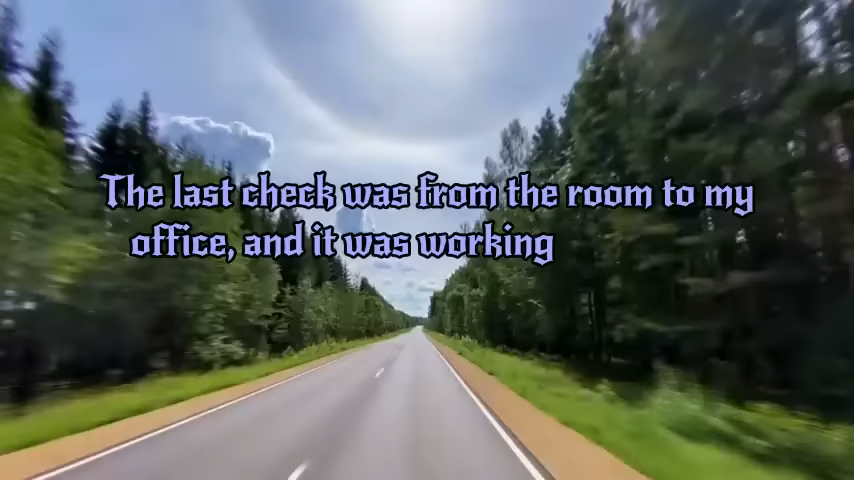 The last check was from the room to my
office, and it was working